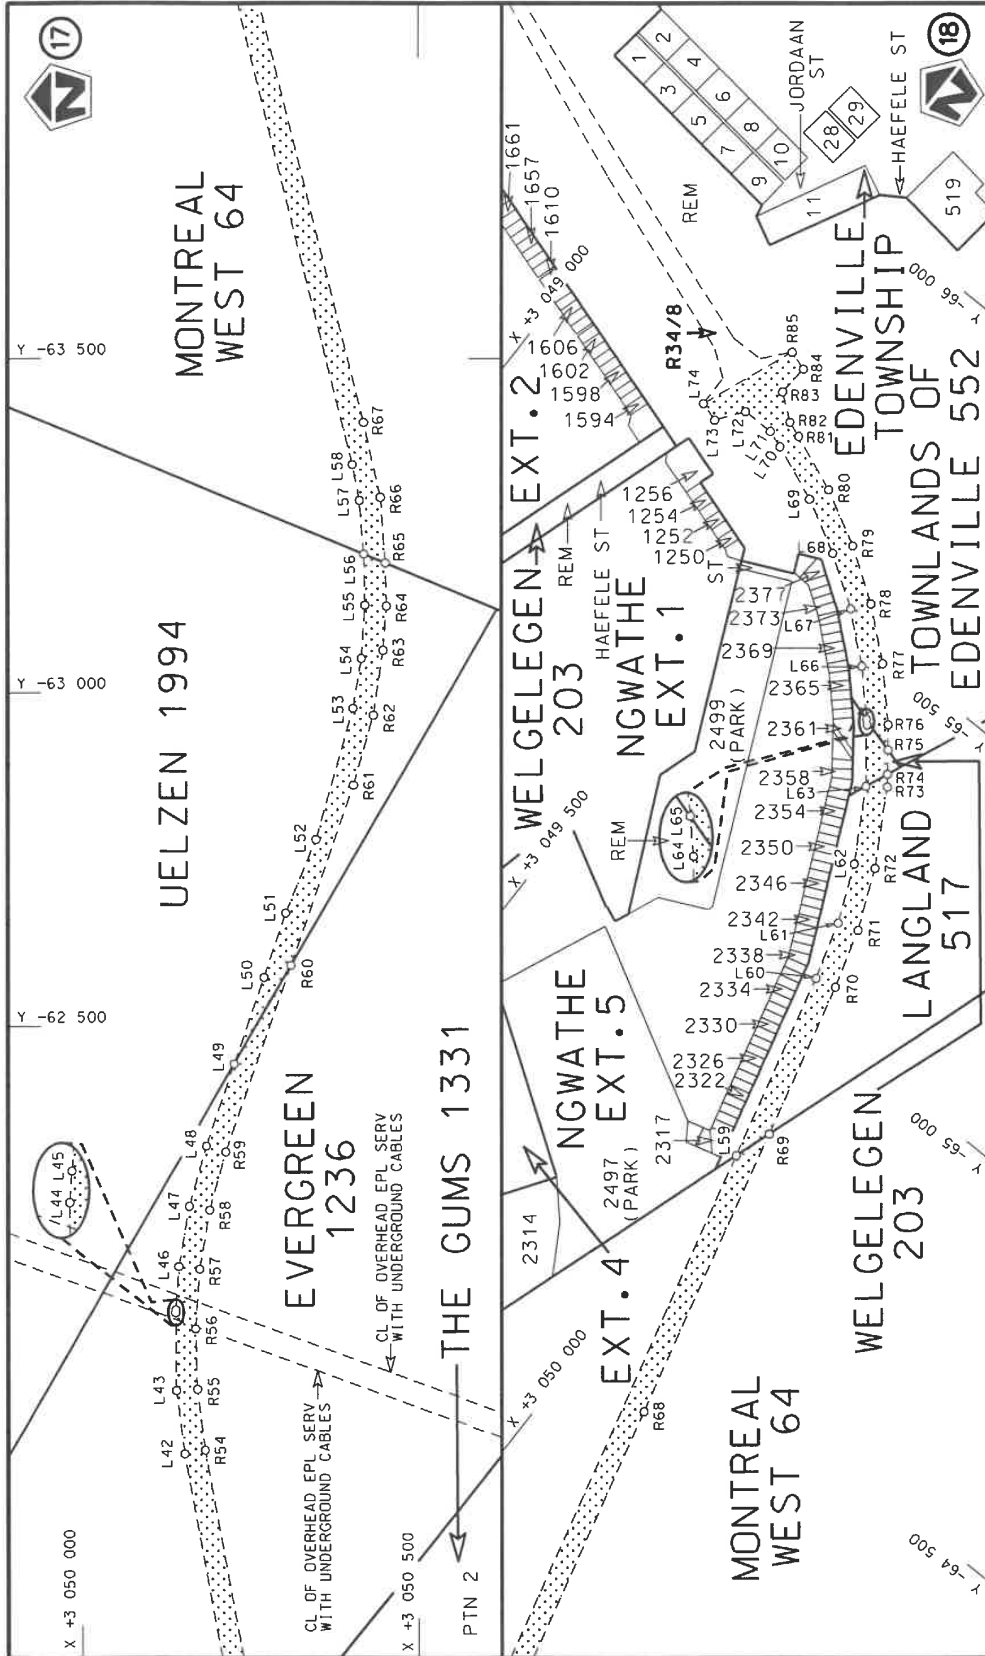 17
N
MONTREAL
WEST 64
Y -63 500
R67
L58
L57
R66
L56
R65
L55
R64
UELZEN 1994
L54
R63
Y -63 000
L53
R62
R61
L52
L51
L50
R60
Y -62 500
L49
L48
R59
L45
L44
L47
R58
EVERGREEN
1236
L46
R57
R56
CL OF OVERHEAD EPL SERV
WITH UNDERGROUND CABLES
THE GUMS 1331
L43
R55
L42
R54
CL OF OVERHEAD EPL SERV
WITH UNDERGROUND CABLES
X +3 050 000
X +3 050 500
PTN 2
18
N
1
2
3
4
5
6
7
8
9
10
11
JORDAAN
ST
28
29
HAEFELE ST
519
REM
1661
1657
1610
X +3 049 000
1606
1602
1598
1594
R34/8
L74
L73
L72
L71
L70
R85
R84
R83
R82
R81
EDENVILLE
TOWNSHIP
Y -66 000
TOWNLANDS OF
EDENVILLE 552
WELGELEGEN
203
EXT.2
REM
HAEFELE ST
1256
1254
1252
1250
ST
NGWATHE
EXT.1
L69
R80
L68
R79
2377
2373
L67
R78
2369
L66
R77
2365
2499
(PARK)
2361
R76
R75
Y -65 500
2358
L63
R74
R73
2354
REM
L65
L64
X +3 049 500
2350
L62
R72
2346
2342
L61
R71
LANGLAND
517
2338
L60
2334
R70
2330
NGWATHE
EXT.5
2326
2322
2317
L59
R69
Y -65 000
2497
(PARK)
2314
EXT.4
WELGELEGEN
203
X +3 050 000
R68
MONTREAL
WEST 64
Y -64 500